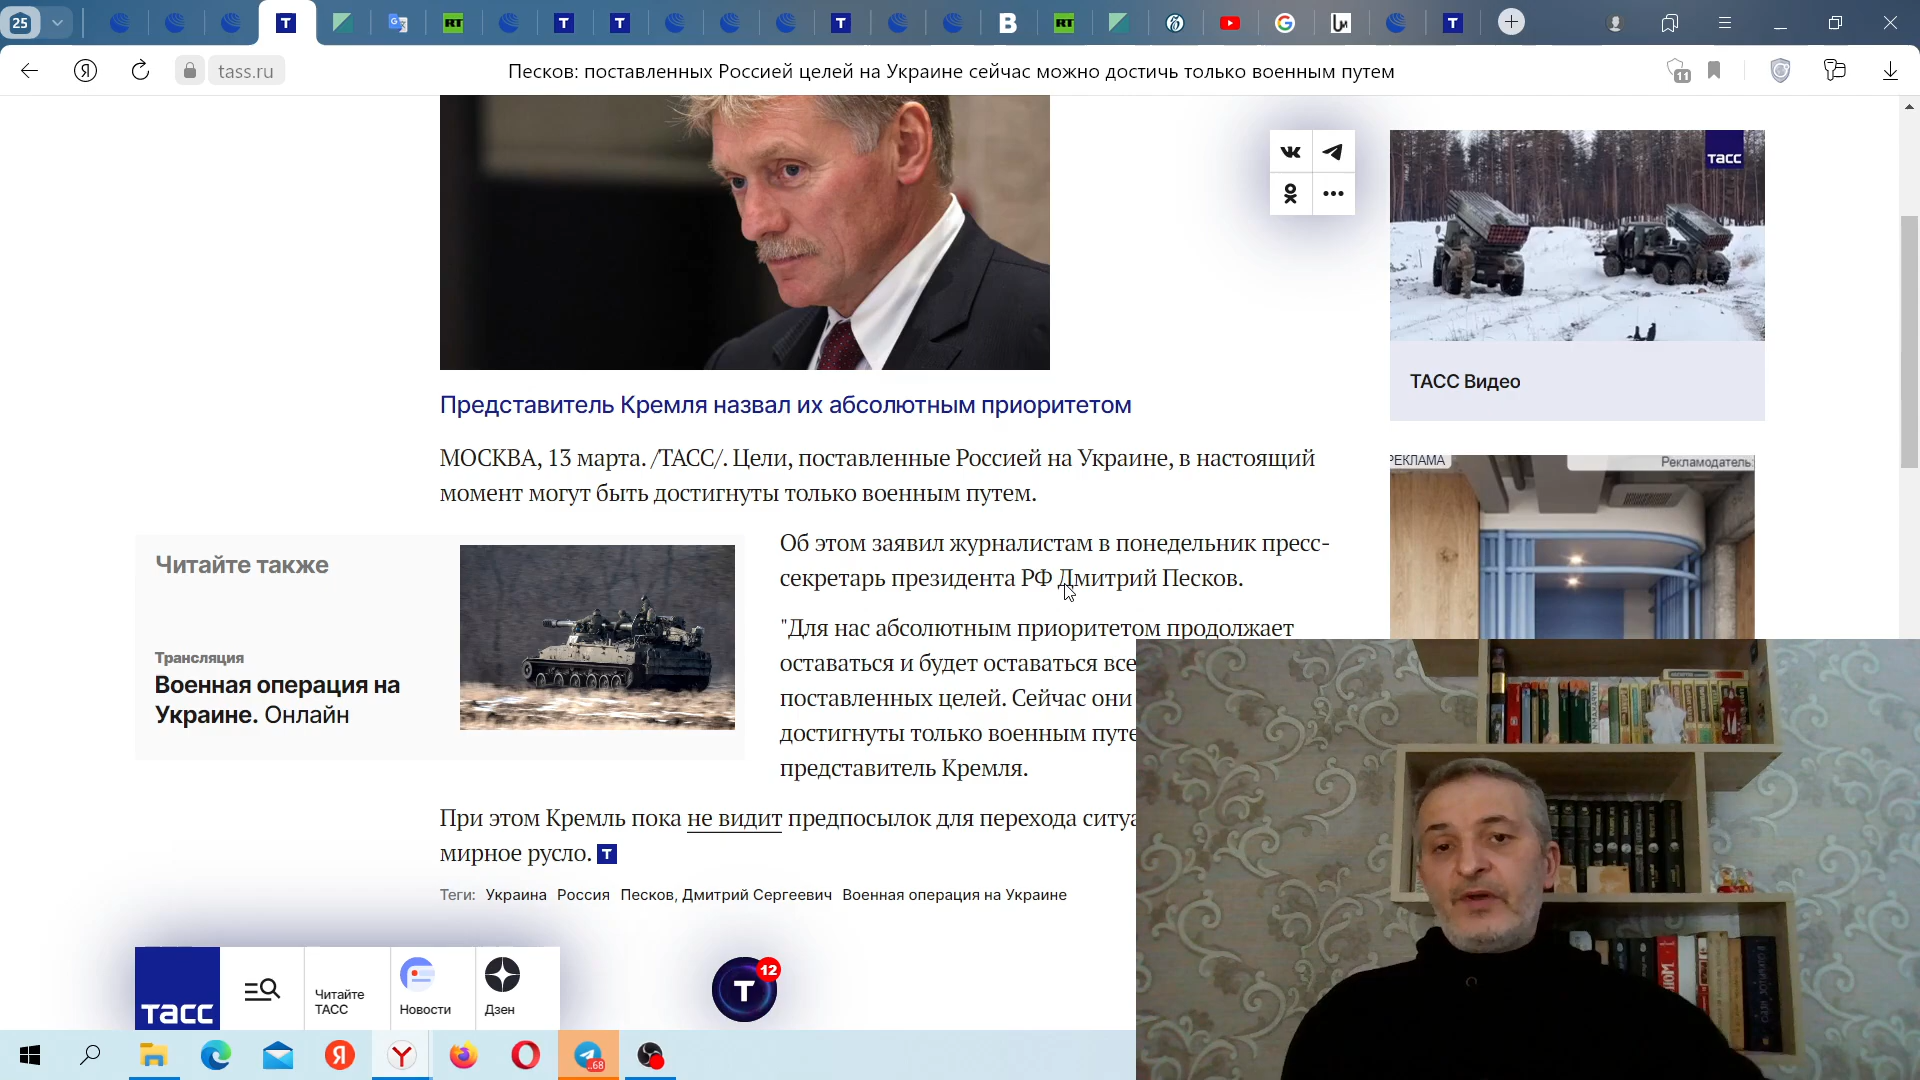 25
tass.ru
Песков: поставленных Россией целей на Украине сейчас можно достичь только военным путем
11
ТАСС
ТАСС Видео
Представитель Кремля назвал их абсолютным приоритетом
МОСКВА, 13 марта. /ТАСС/. Цели, поставленные Россией на Украине, в настоящий
момент могут быть достигнуты только военным путем.
РЕКЛАМА
Рекламодатель:
Читайте также
Трансляция
Военная операция на
Украине. Онлайн
Об этом заявил журналистам в понедельник пресс-
секретарь президента РФ Дмитрий Песков.
"Для нас абсолютным приоритетом продолжает
оставаться и будет оставаться все
поставленных целей. Сейчас они
достигнуты только военным путе
представитель Кремля.
При этом Кремль пока не видит предпосылок для перехода ситуа
мирное русло. Т
Теги: Украина Россия Песков, Дмитрий Сергеевич Военная операция на Украине
ТАСС
Читайте
ТАСС
Новости
Дзен
Т
12
..68